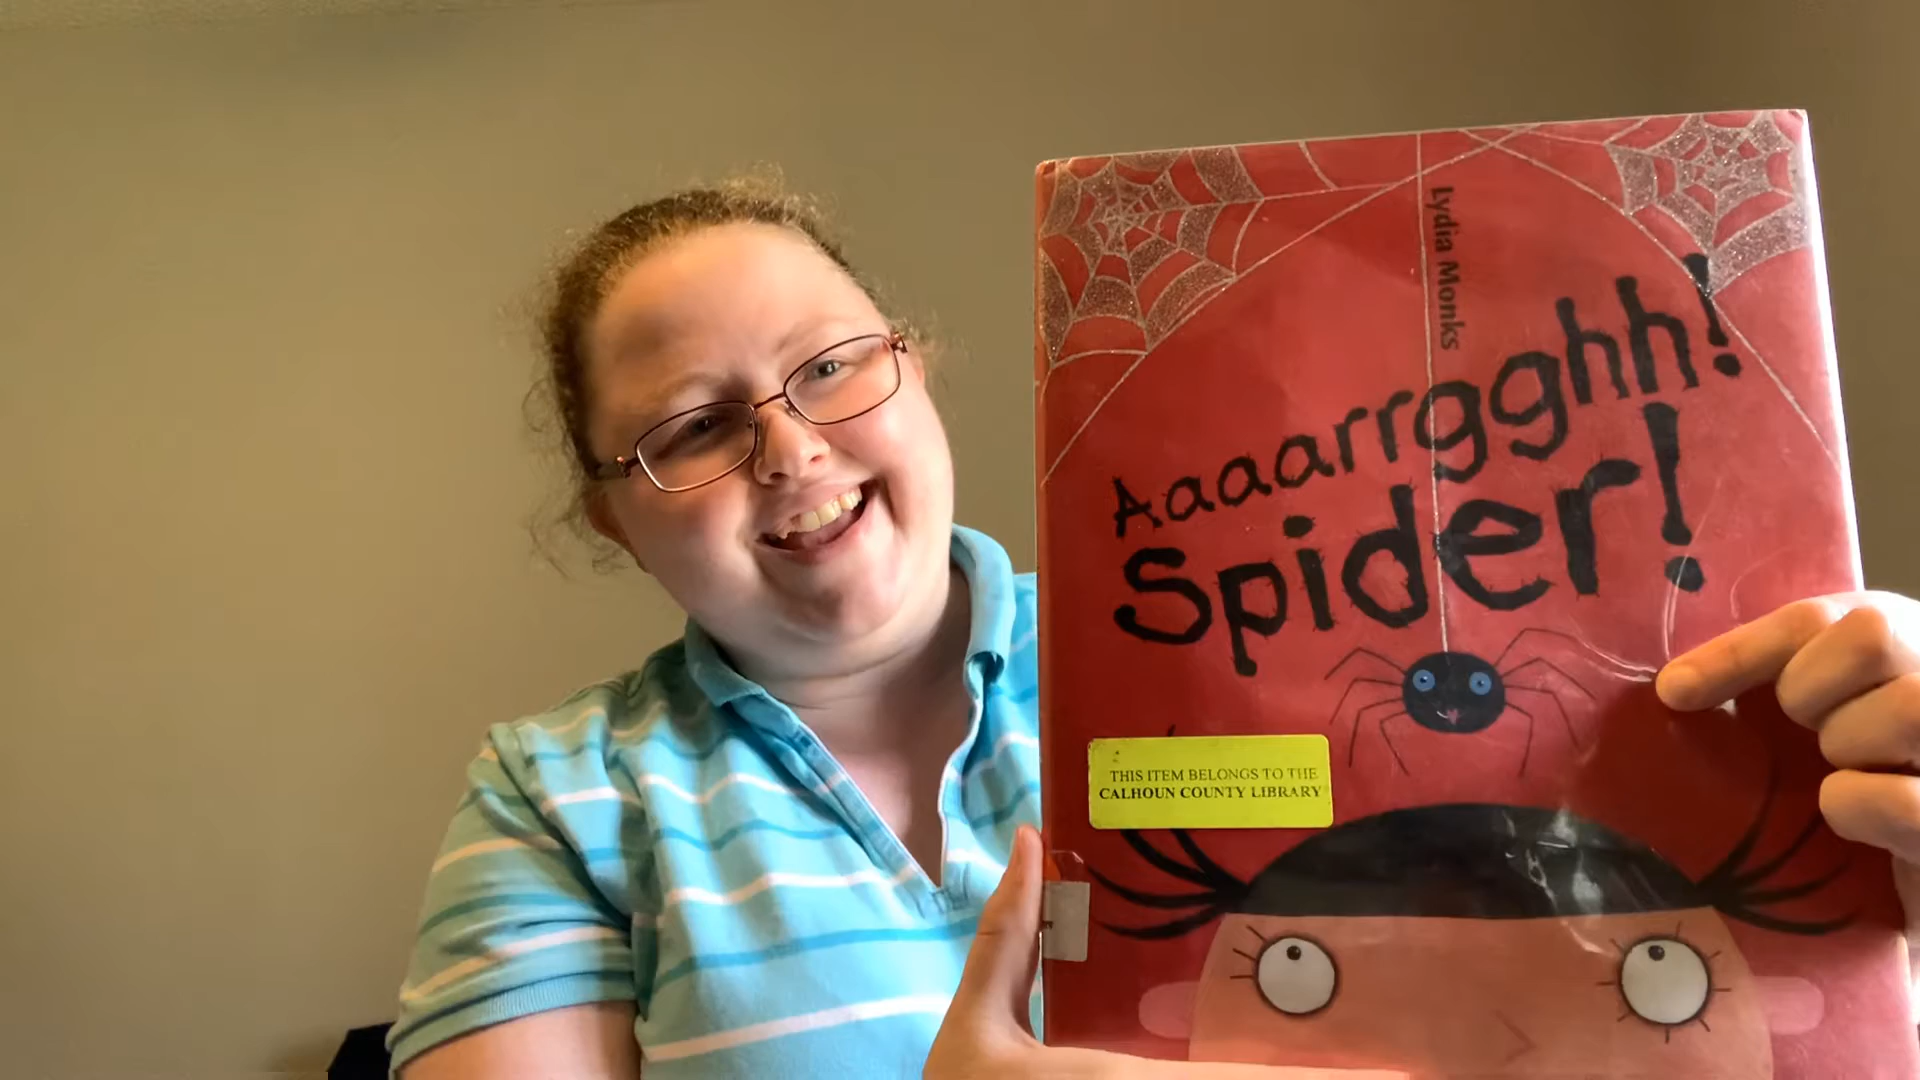 Lydia Monks
Aaaarrgghh!
Spider!
THIS ITEM BELONGS TO THE
CALHOUN COUNTY LIBRARY